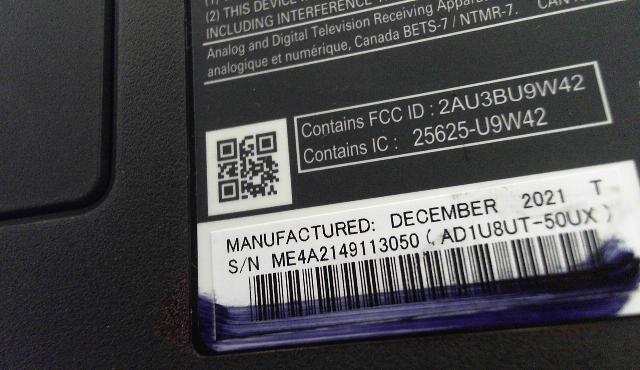 (2) THIS DEVICE
INCLUDING INTERFERENCE
Analog and Digital Television Receiving Apparatus
analogique et numérique, Canada BETS-7 / NTMR-7.
Contains FCC ID : 2AU3BU9W42
Contains IC : 25625-U9W42
MANUFACTURED: DECEMBER 2021 T
S/N ME4A2149113050 ( AD1U8UT-50UX )